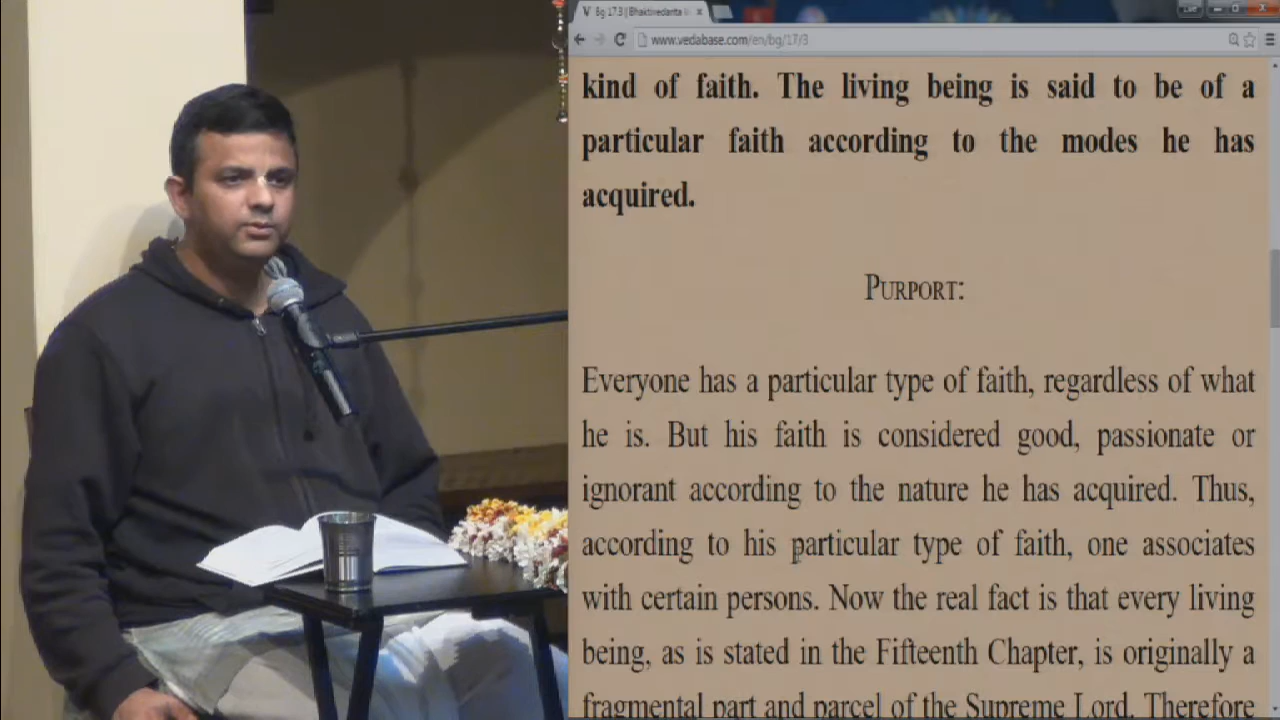 Bg 17.3 | Bhaktivedanta
www.vedabase.com/en/bg/17/3
kind of faith. The living being is said to be of a
particular faith according to the modes he has
acquired.
PURPORT:
Everyone has a particular type of faith, regardless of what
he is. But his faith is considered good, passionate or
ignorant according to the nature he has acquired. Thus,
according to his particular type of faith, one associates
with certain persons. Now the real fact is that every living
being, as is stated in the Fifteenth Chapter, is originally a
fragmental part and parcel of the Supreme Lord. Therefore